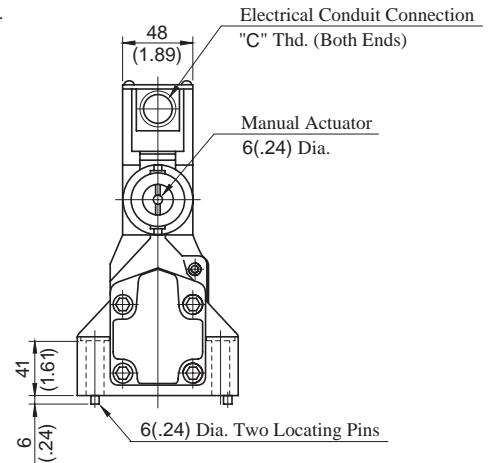 Electrical Conduit Connection
"C" Thd. (Both Ends)
48
(1.89)
Manual Actuator
6(.24) Dia.
41
(1.61)
6
(.24)
6(.24) Dia. Two Locating Pins